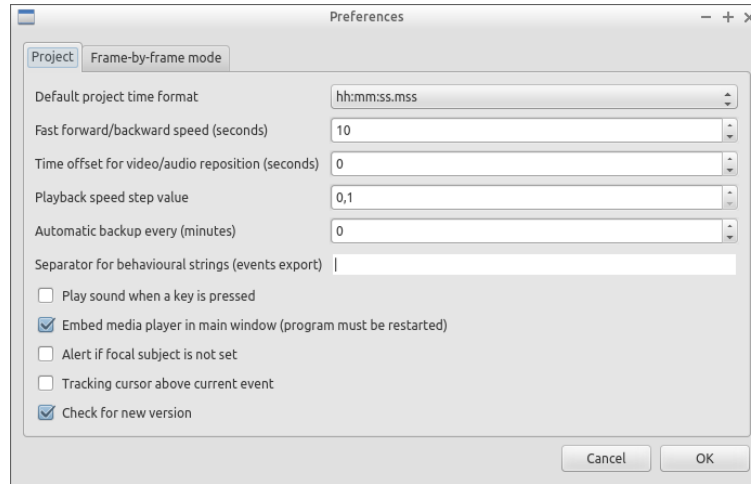 Preferences
Project Frame-by-frame mode
Default project time format hh:mm:ss.mss
Fast forward/backward speed (seconds) 10
Time offset for video/audio reposition (seconds) 0
Playback speed step value 0,1
Automatic backup every (minutes) 0
Separator for behavioural strings (events export) |
Play sound when a key is pressed
Embed media player in main window (program must be restarted)
Alert if focal subject is not set
Tracking cursor above current event
Check for new version
Cancel OK